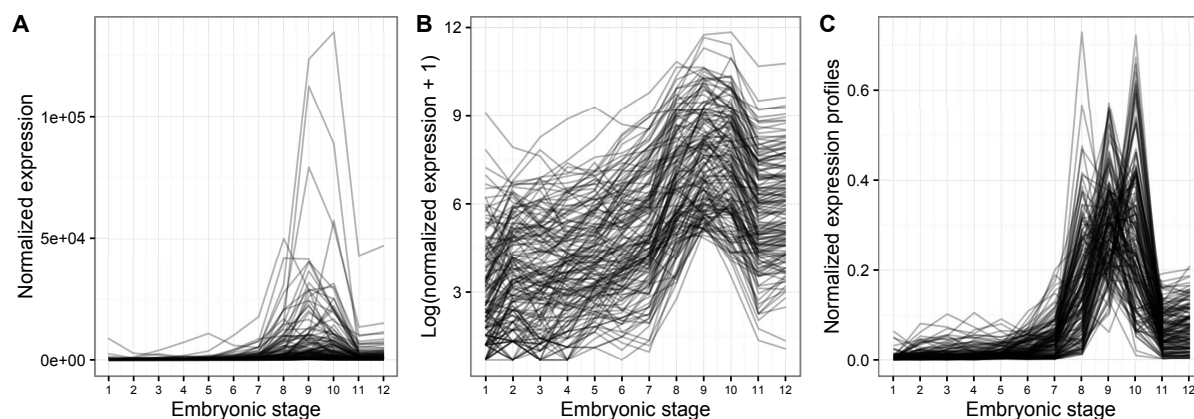 A
Normalized expression
1e+05
5e+04
0e+00
1 2 3 4 5 6 7 8 9 10 11 12
Embryonic stage
B
Log(normalized expression + 1)
12
9
6
3
1 2 3 4 5 6 7 8 9 10 11 12
Embryonic stage
C
Normalized expression profiles
0.6
0.4
0.2
0.0
1 2 3 4 5 6 7 8 9 10 11 12
Embryonic stage